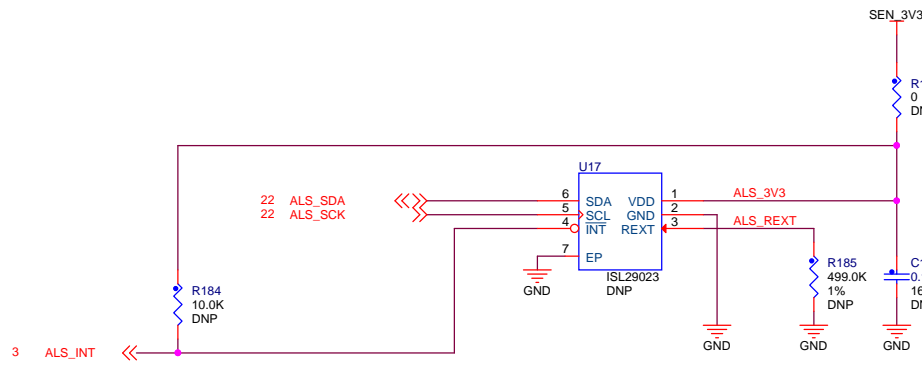 SEN_3V3
R1
0
DN
U17
22 ALS_SDA
6 SDA VDD 1 ALS_3V3
22 ALS_SCK
5 SCL GND 2
4 INT REXT 3 ALS_REXT
7 EP
GND
ISL29023
DNP
R185
499.0K
1%
DNP
C1
0.
16
DN
R184
10.0K
DNP
GND
GND
GND
3 ALS_INT